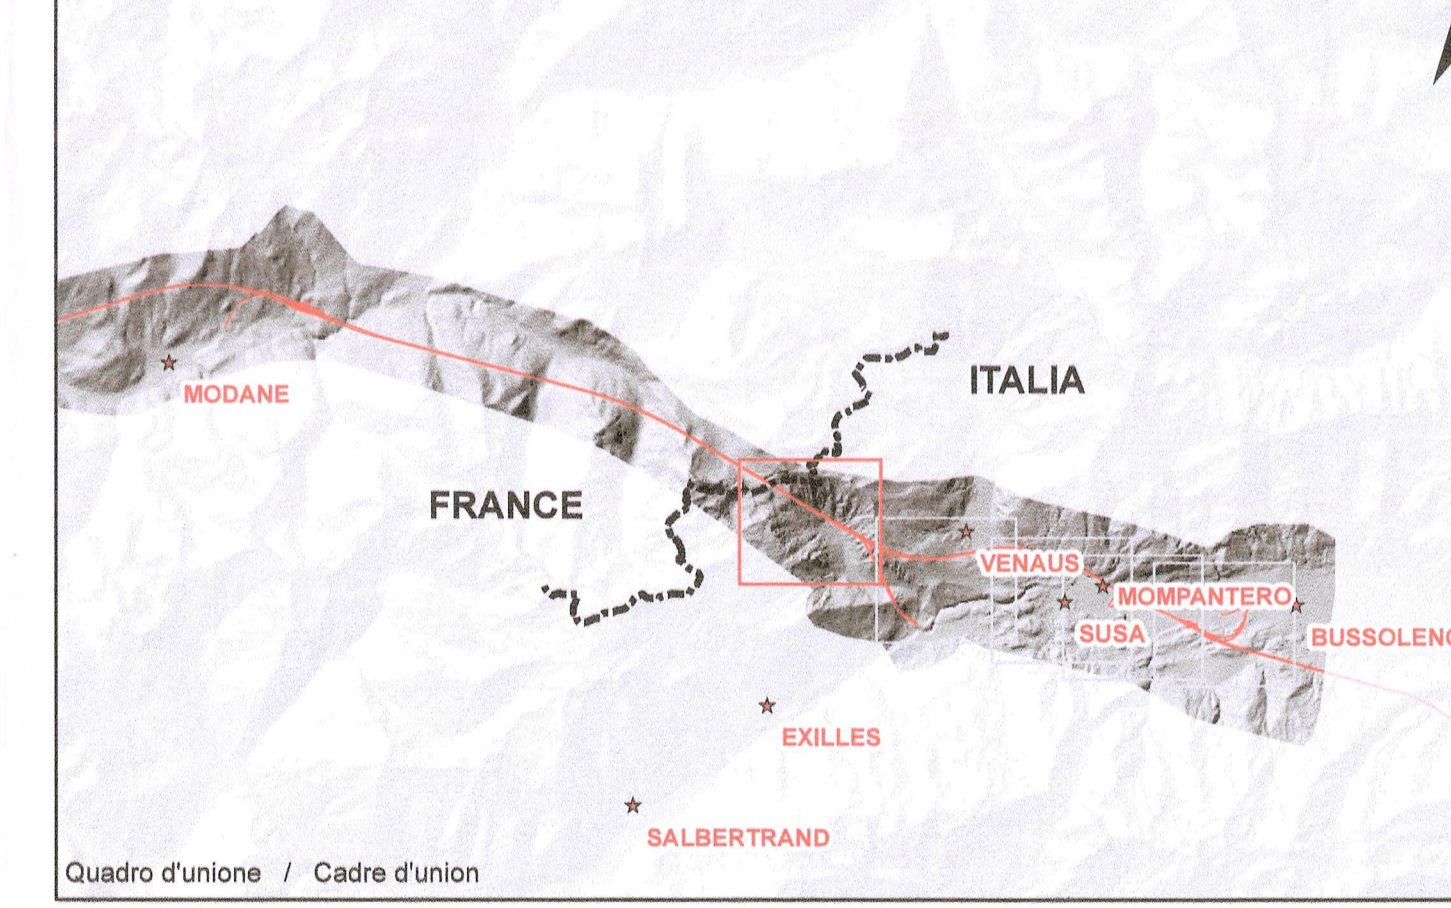 MODANE
ITALIA
FRANCE
VENAUS
MOMPANTERO
SUSA
BUSSOLENO
EXILLES
SALBERTRAND
Quadro d'unione / Cadre d'union